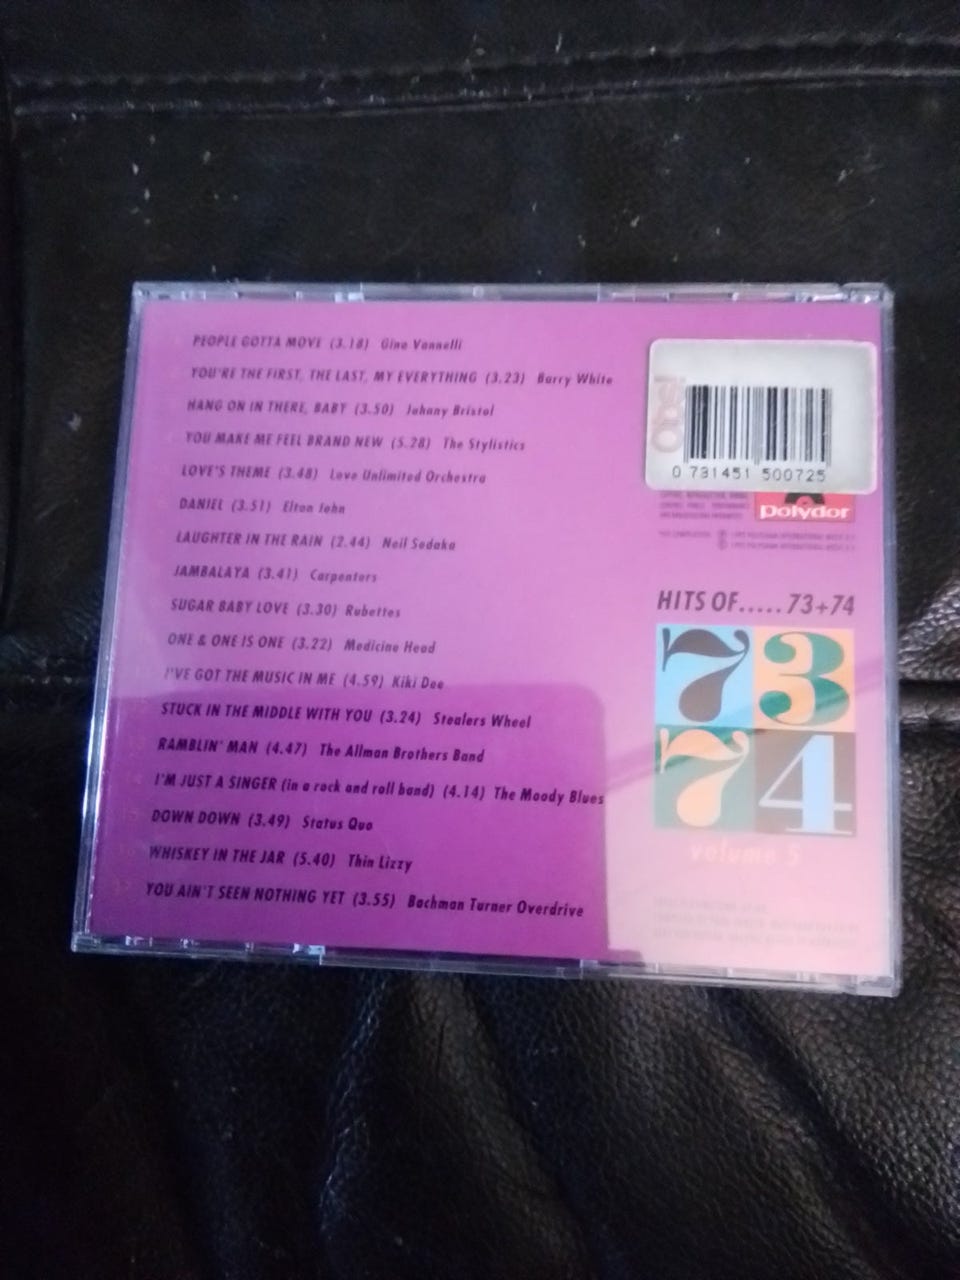 PEOPLE GOTTA MOVE (3.18) Gino Vannelli
YOU'RE THE FIRST, THE LAST, MY EVERYTHING (3.23) Barry White
HANG ON IN THERE, BABY (3.50) Johnny Bristol
YOU MAKE ME FEEL BRAND NEW (5.28) The Stylistics
LOVE'S THEME (3.48) Love Unlimited Orchestra
DANIEL (3.51) Elton John
LAUGHTER IN THE RAIN (2.44) Neil Sedaka
JAMBALAYA (3.41) Carpenters
SUGAR BABY LOVE (3.30) Rubettes
ONE & ONE IS ONE (3.22) Medicine Head
I'VE GOT THE MUSIC IN ME (4.59) Kiki Dee
STUCK IN THE MIDDLE WITH YOU (3.24) Stealers Wheel
RAMBLIN' MAN (4.47) The Allman Brothers Band
I'M JUST A SINGER (in a rock and roll band) (4.14) The Moody Blues
DOWN DOWN (3.49) Status Quo
WHISKEY IN THE JAR (5.40) Thin Lizzy
YOU AIN'T SEEN NOTHING YET (3.55) Bachman Turner Overdrive
0 731451 500725
polydor
HITS OF.....73+74
73
74
volume 5